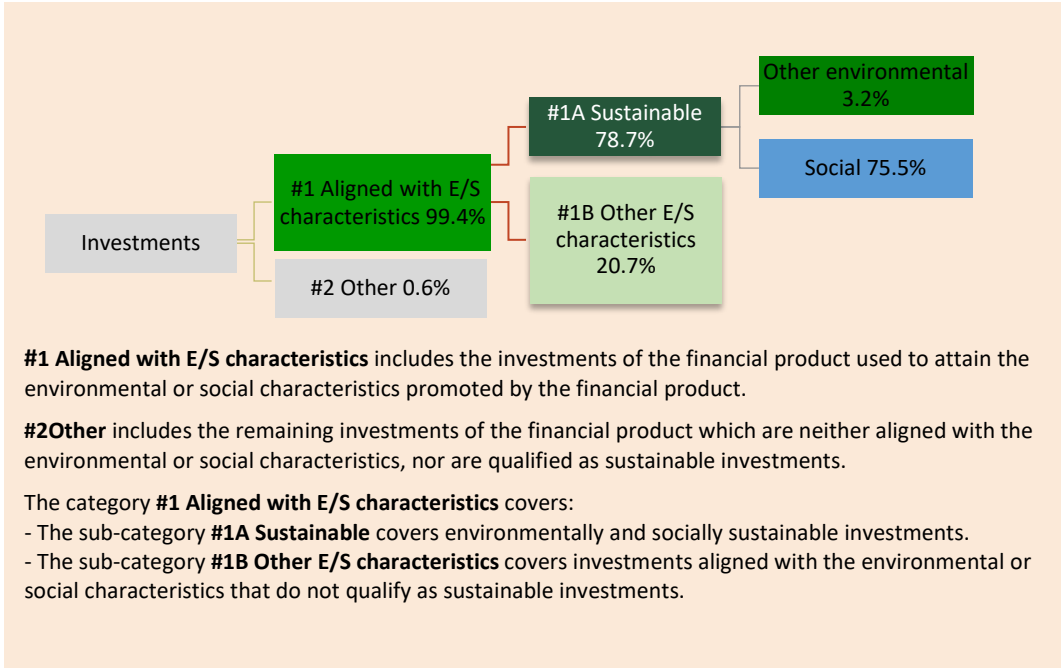 Investments
#1 Aligned with E/S
characteristics 99.4%
#2 Other 0.6%
#1A Sustainable
78.7%
#1B Other E/S
characteristics
20.7%
Other environmental
3.2%
Social 75.5%
#1 Aligned with E/S characteristics includes the investments of the financial product used to attain the
environmental or social characteristics promoted by the financial product.
#2Other includes the remaining investments of the financial product which are neither aligned with the
environmental or social characteristics, nor are qualified as sustainable investments.
The category #1 Aligned with E/S characteristics covers:
- The sub-category #1A Sustainable covers environmentally and socially sustainable investments.
- The sub-category #1B Other E/S characteristics covers investments aligned with the environmental or
social characteristics that do not qualify as sustainable investments.